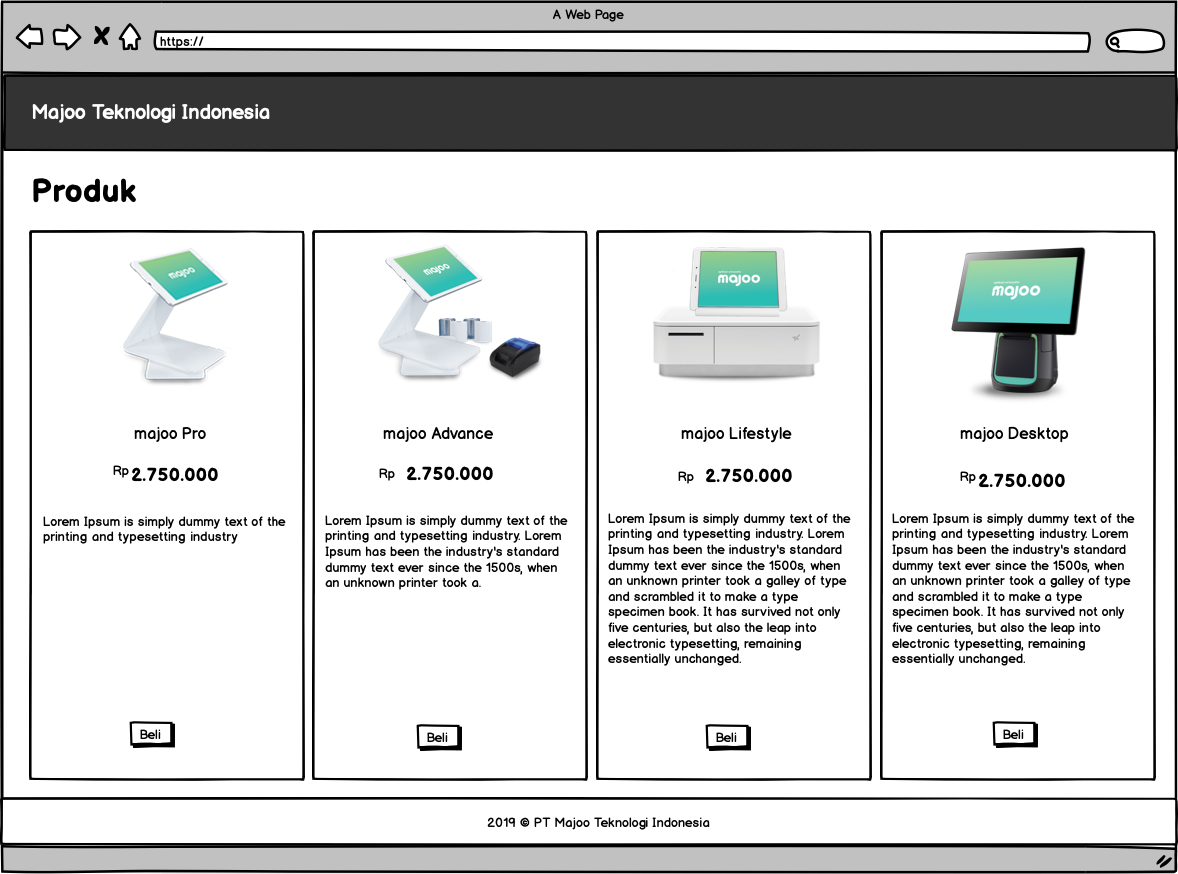 A Web Page
https://
Majoo Teknologi Indonesia
Produk
majoo
majoo Pro
Rp 2.750.000
Lorem Ipsum is simply dummy text of the
printing and typesetting industry
Beli
majoo
majoo Advance
Rp 2.750.000
Lorem Ipsum is simply dummy text of the
printing and typesetting industry. Lorem
Ipsum has been the industry's standard
dummy text ever since the 1500s, when
an unknown printer took a.
Beli
majoo
majoo Lifestyle
Rp 2.750.000
Lorem Ipsum is simply dummy text of the
printing and typesetting industry. Lorem
Ipsum has been the industry's standard
dummy text ever since the 1500s, when
an unknown printer took a galley of type
and scrambled it to make a type
specimen book. It has survived not only
five centuries, but also the leap into
electronic typesetting, remaining
essentially unchanged.
Beli
majoo
majoo Desktop
Rp 2.750.000
Lorem Ipsum is simply dummy text of the
printing and typesetting industry. Lorem
Ipsum has been the industry's standard
dummy text ever since the 1500s, when
an unknown printer took a galley of type
and scrambled it to make a type
specimen book. It has survived not only
five centuries, but also the leap into
electronic typesetting, remaining
essentially unchanged.
Beli
2019 © PT Majoo Teknologi Indonesia